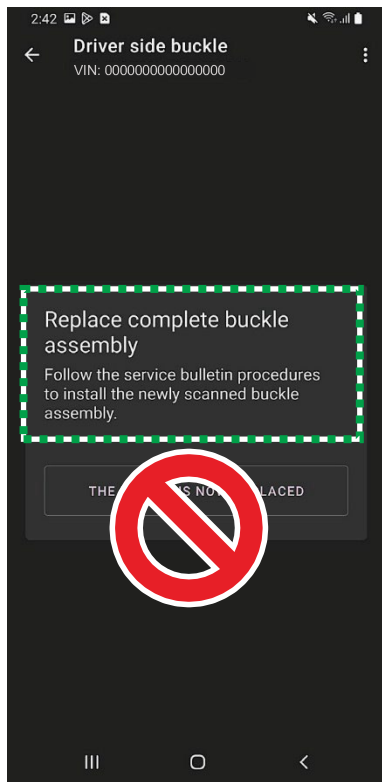 2:42
Driver side buckle
VIN: 0000000000000000
Replace complete buckle
assembly
Follow the service bulletin procedures
to install the newly scanned buckle
assembly.
THE